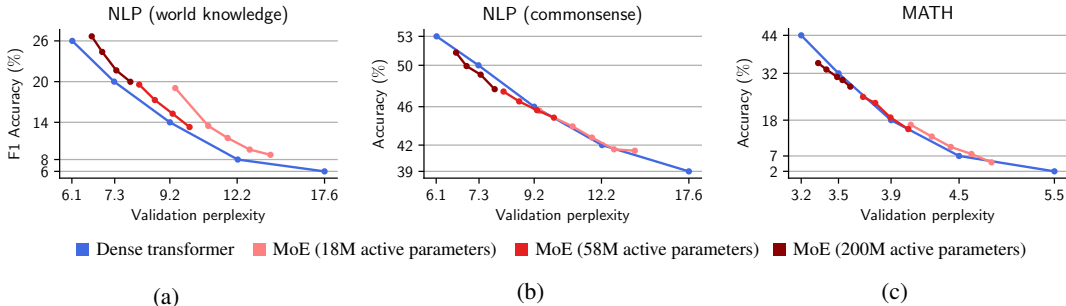 NLP (world knowledge)
F1 Accuracy (%)
26
20
14
8
6
6.1 7.3 9.2 12.2 17.6
Validation perplexity
NLP (commonsense)
Accuracy (%)
53
50
46
42
39
6.1 7.3 9.2 12.2 17.6
Validation perplexity
MATH
Accuracy (%)
44
32
18
7
2
3.2 3.5 3.9 4.5 5.5
Validation perplexity
Dense transformer MoE (18M active parameters) MoE (58M active parameters) MoE (200M active parameters)
(a) (b) (c)